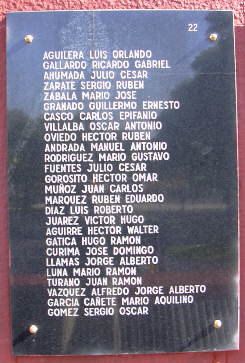 22
AGUILERA LUIS ORLANDO
GALLARDO RICARDO GABRIEL
AHUMADA JULIO CESAR
ZARATE SERGIO RUBEN
ZABALA MARIO JOSE
GRANADO GUILLERMO ERNESTO
CASCO CARLOS EPIFANIO
VILLALBA OSCAR ANTONIO
OVIEDO HECTOR RUBEN
ANDRADA MANUEL ANTONIO
RODRIGUEZ MARIO GUSTAVO
FUENTES JULIO CESAR
GOROSITO HECTOR OMAR
MUÑOZ JUAN CARLOS
MARQUEZ RUBEN EDUARDO
DIAZ LUIS ROBERTO
JUAREZ VICTOR HUGO
AGUIRRE HECTOR WALTER
GATICA HUGO RAMON
CURIMA JOSE DOMINGO
LLAMAS JORGE ALBERTO
LUNA MARIO RAMON
TURANO JUAN RAMON
VAZQUEZ ALFREDO JORGE ALBERTO
GARCIA CAÑETE MARIO AQUILINO
GOMEZ SERGIO OSCAR